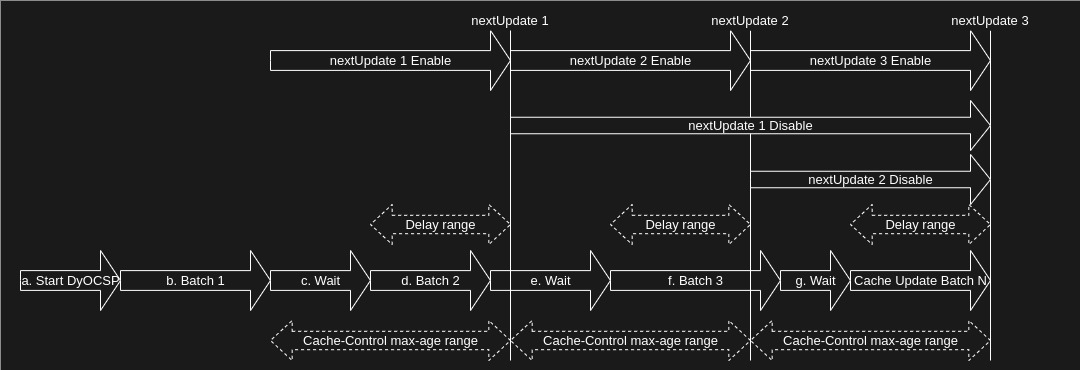 nextUpdate 1
nextUpdate 2
nextUpdate 3
nextUpdate 1 Enable
nextUpdate 2 Enable
nextUpdate 3 Enable
nextUpdate 1 Disable
nextUpdate 2 Disable
Delay range
Delay range
Delay range
a. Start DyOCSP
b. Batch 1
c. Wait
d. Batch 2
e. Wait
f. Batch 3
g. Wait
Cache Update Batch N
Cache-Control max-age range
Cache-Control max-age range
Cache-Control max-age range